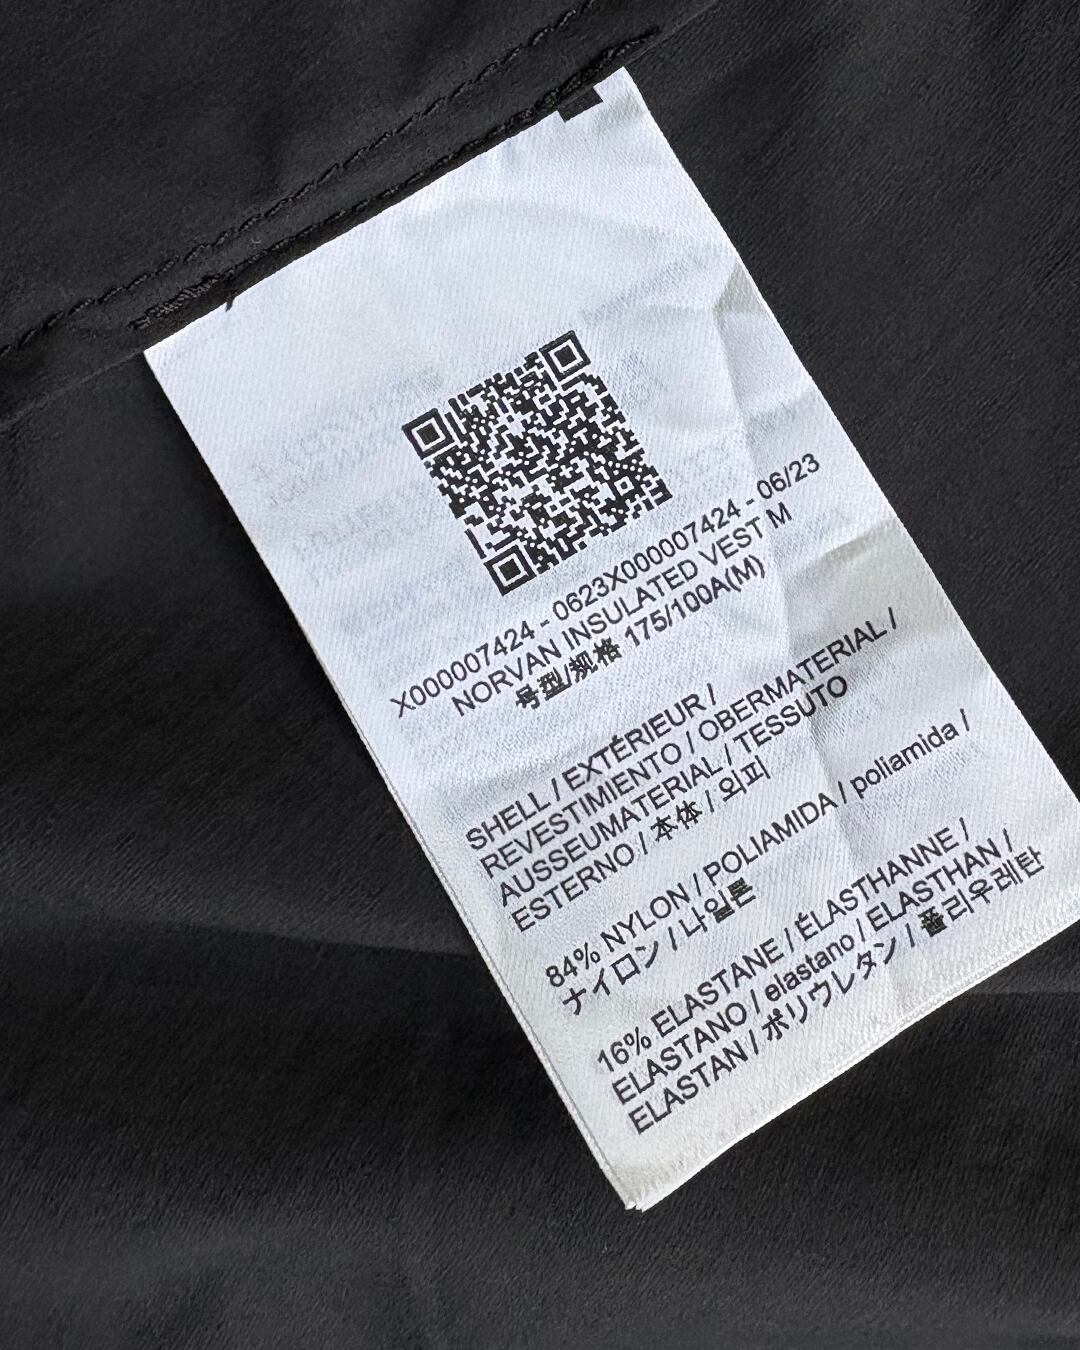 X000007424 - 0623X000007424 - 06/23
NORVAN INSULATED VEST M
号型/规格 175/100A(M)
SHELL / EXTÉRIEUR /
REVESTIMIENTO / OBERMATERIAL /
AUSSEUMATERIAL / TESSUTO
ESTERNO / 本体 / 외피
84% NYLON / POLIAMIDA / poliamida /
ナイロン / 나일론
16% ELASTANE / ÉLASTHANNE /
ELASTANO / elastano / ELASTHAN /
ELASTAN / ポリウレタン / 폴리우레탄